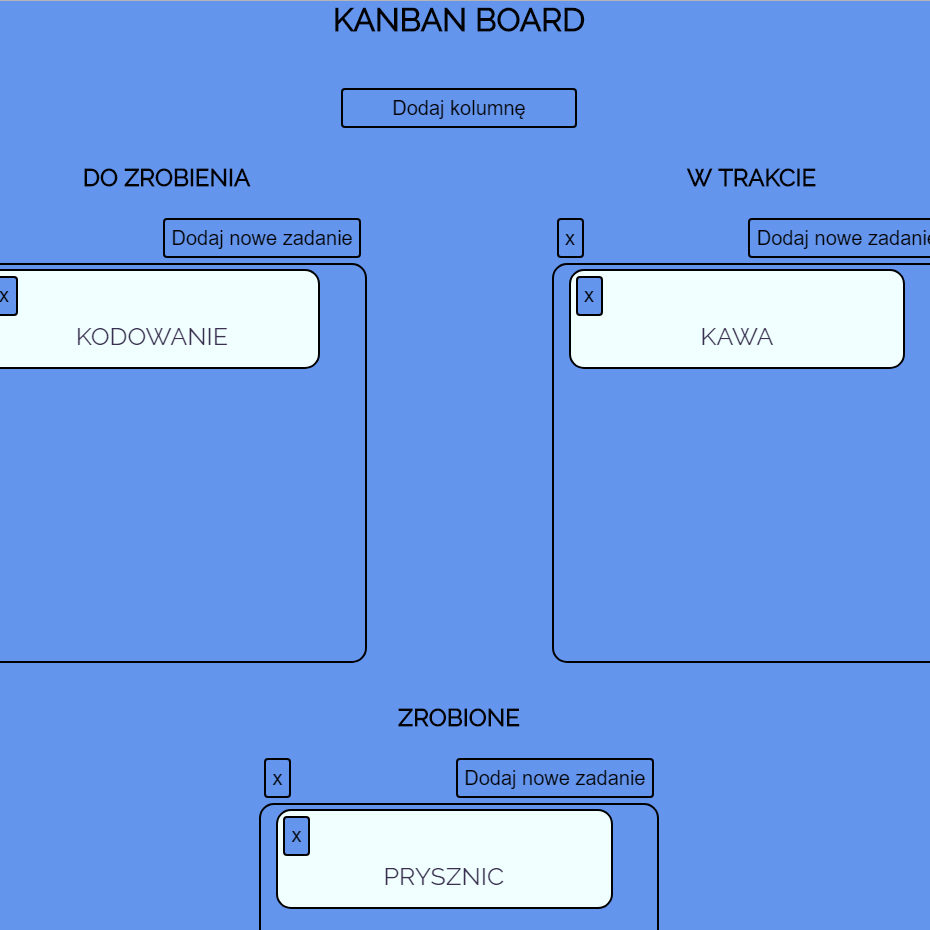 KANBAN BOARD
Dodaj kolumnę
DO ZROBIENIA
Dodaj nowe zadanie
x
KODOWANIE
W TRAKCIE
x
Dodaj nowe zadanie
x
KAWA
ZROBIONE
x
Dodaj nowe zadanie
x
PRYSZNIC